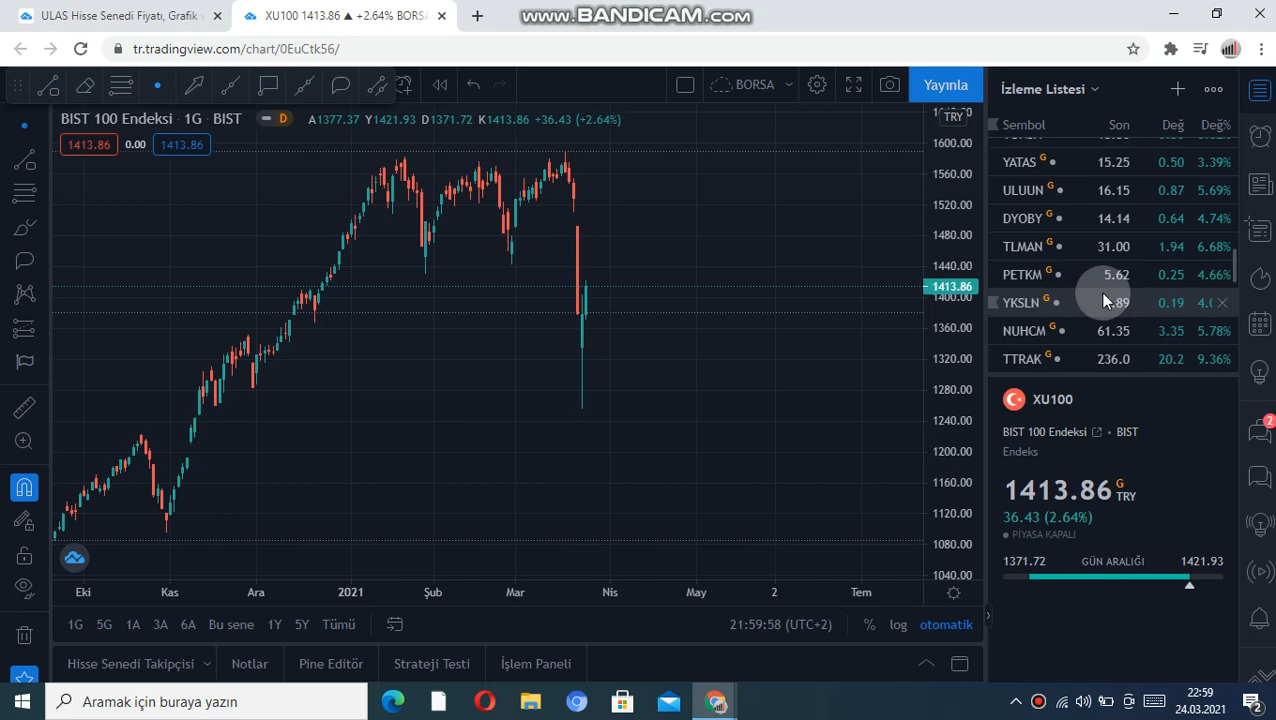 ULAS Hisse Senedi Fiyatı, Grafik v
XU100 1413.86 ▲ +2.64% BORSA
www.BANDICAM.com
tr.tradingview.com/chart/0EuCtk56/
BORSA
Yayınla
İzleme Listesi
BIST 100 Endeksi · 1G · BIST
D
A1377.37 Y1421.93 D1371.72 K1413.86 +36.43 (+2.64%)
1413.86 0.00 1413.86
TRY
1600.00
1560.00
1520.00
1480.00
1440.00
1413.86
1400.00
1360.00
1320.00
1280.00
1240.00
1200.00
1160.00
1120.00
1080.00
1040.00
Eki Kas Ara 2021 Şub Mar Nis May 2 Tem
Sembol Son Değ Değ%
YATAS G 15.25 0.50 3.39%
ULUUN G 16.15 0.87 5.69%
DYOBY G 14.14 0.64 4.74%
TLMAN G 31.00 1.94 6.68%
PETKM G 5.62 0.25 4.66%
YKSLN G .89 0.19
NUHCM G 61.35 3.35 5.78%
TTRAK G 236.0 20.2 9.36%
XU100
BIST 100 Endeksi • BIST
Endeks
1413.86 G TRY
36.43 (2.64%)
PİYASA KAPALI
1371.72 GÜN ARALIĞI 1421.93
2
1G 5G 1A 3A 6A Bu sene 1Y 5Y Tümü
21:59:58 (UTC+2) % log otomatik
Hisse Senedi Takipçisi Notlar Pine Editör Strateji Testi İşlem Paneli
Aramak için buraya yazın
22:59
24.03.2021
2